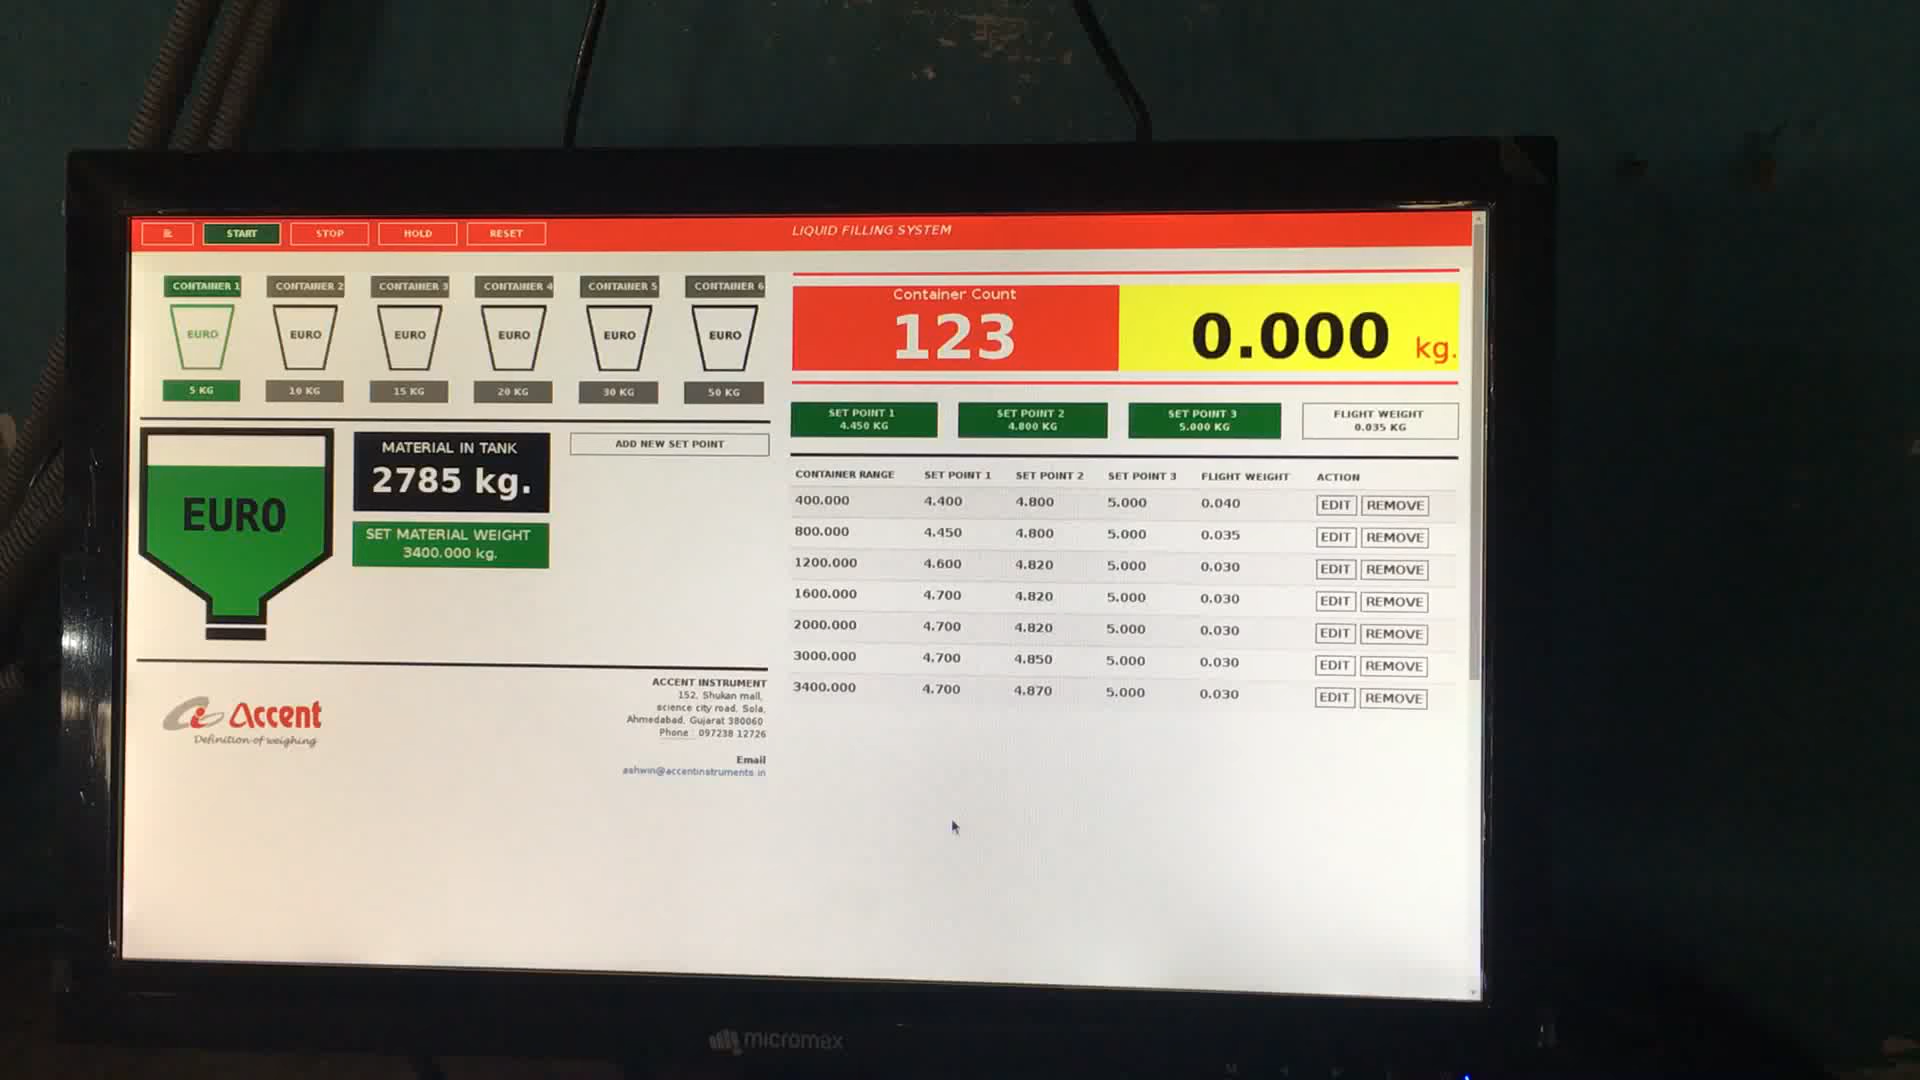 START STOP HOLD RESET LIQUID FILLING SYSTEM
CONTAINER 1 CONTAINER 2 CONTAINER 3 CONTAINER 4 CONTAINER 5 CONTAINER 6
EURO EURO EURO EURO EURO EURO
5 KG 10 KG 15 KG 20 KG 30 KG 50 KG
Container Count
123
0.000 kg.
SET POINT 1
4.450 KG
SET POINT 2
4.800 KG
SET POINT 3
5.000 KG
FLIGHT WEIGHT
0.035 KG
EURO
MATERIAL IN TANK
2785 kg.
SET MATERIAL WEIGHT
3400.000 kg.
ADD NEW SET POINT
CONTAINER RANGE SET POINT 1 SET POINT 2 SET POINT 3 FLIGHT WEIGHT ACTION
400.000 4.400 4.800 5.000 0.040 EDIT REMOVE
800.000 4.450 4.800 5.000 0.035 EDIT REMOVE
1200.000 4.600 4.820 5.000 0.030 EDIT REMOVE
1600.000 4.700 4.820 5.000 0.030 EDIT REMOVE
2000.000 4.700 4.820 5.000 0.030 EDIT REMOVE
3000.000 4.700 4.850 5.000 0.030 EDIT REMOVE
3400.000 4.700 4.870 5.000 0.030 EDIT REMOVE
Accent
Definition of weighing
ACCENT INSTRUMENT
152, Shukan mall,
science city road, Sola,
Ahmedabad, Gujarat 380060
Phone : 097238 12726
Email
ashwin@accentinstruments.in
micromax